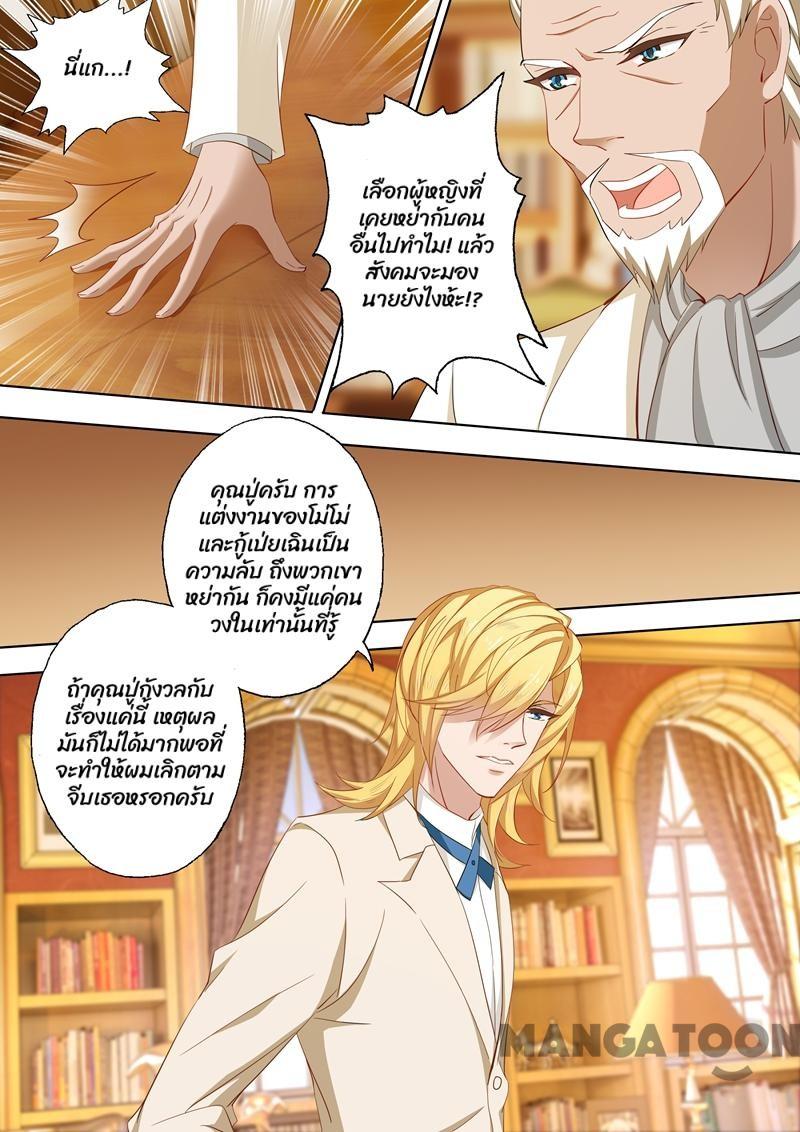 นี่แก...!
เลือกผู้หญิงที่
เคยหย่ากับคน
อื่นไปทำไม! แล้ว
สังคมจะมอง
นายยังไงห้ะ!?
คุณปู่ครับ การ
แต่งงานของโม่โม่
และกู้เป่ยเฉินเป็น
ความลับ ถึงพวกเขา
หย่ากัน ก็คงมีแค่คน
วงในเท่านั้นที่รู้
ถ้าคุณปู่กังวลกับ
เรื่องแค่นี้ เหตุผล
มันก็ไม่ได้มากพอที่
จะทำให้ผมเลิกตาม
จีบเธอหรอกครับ
MANGATOON